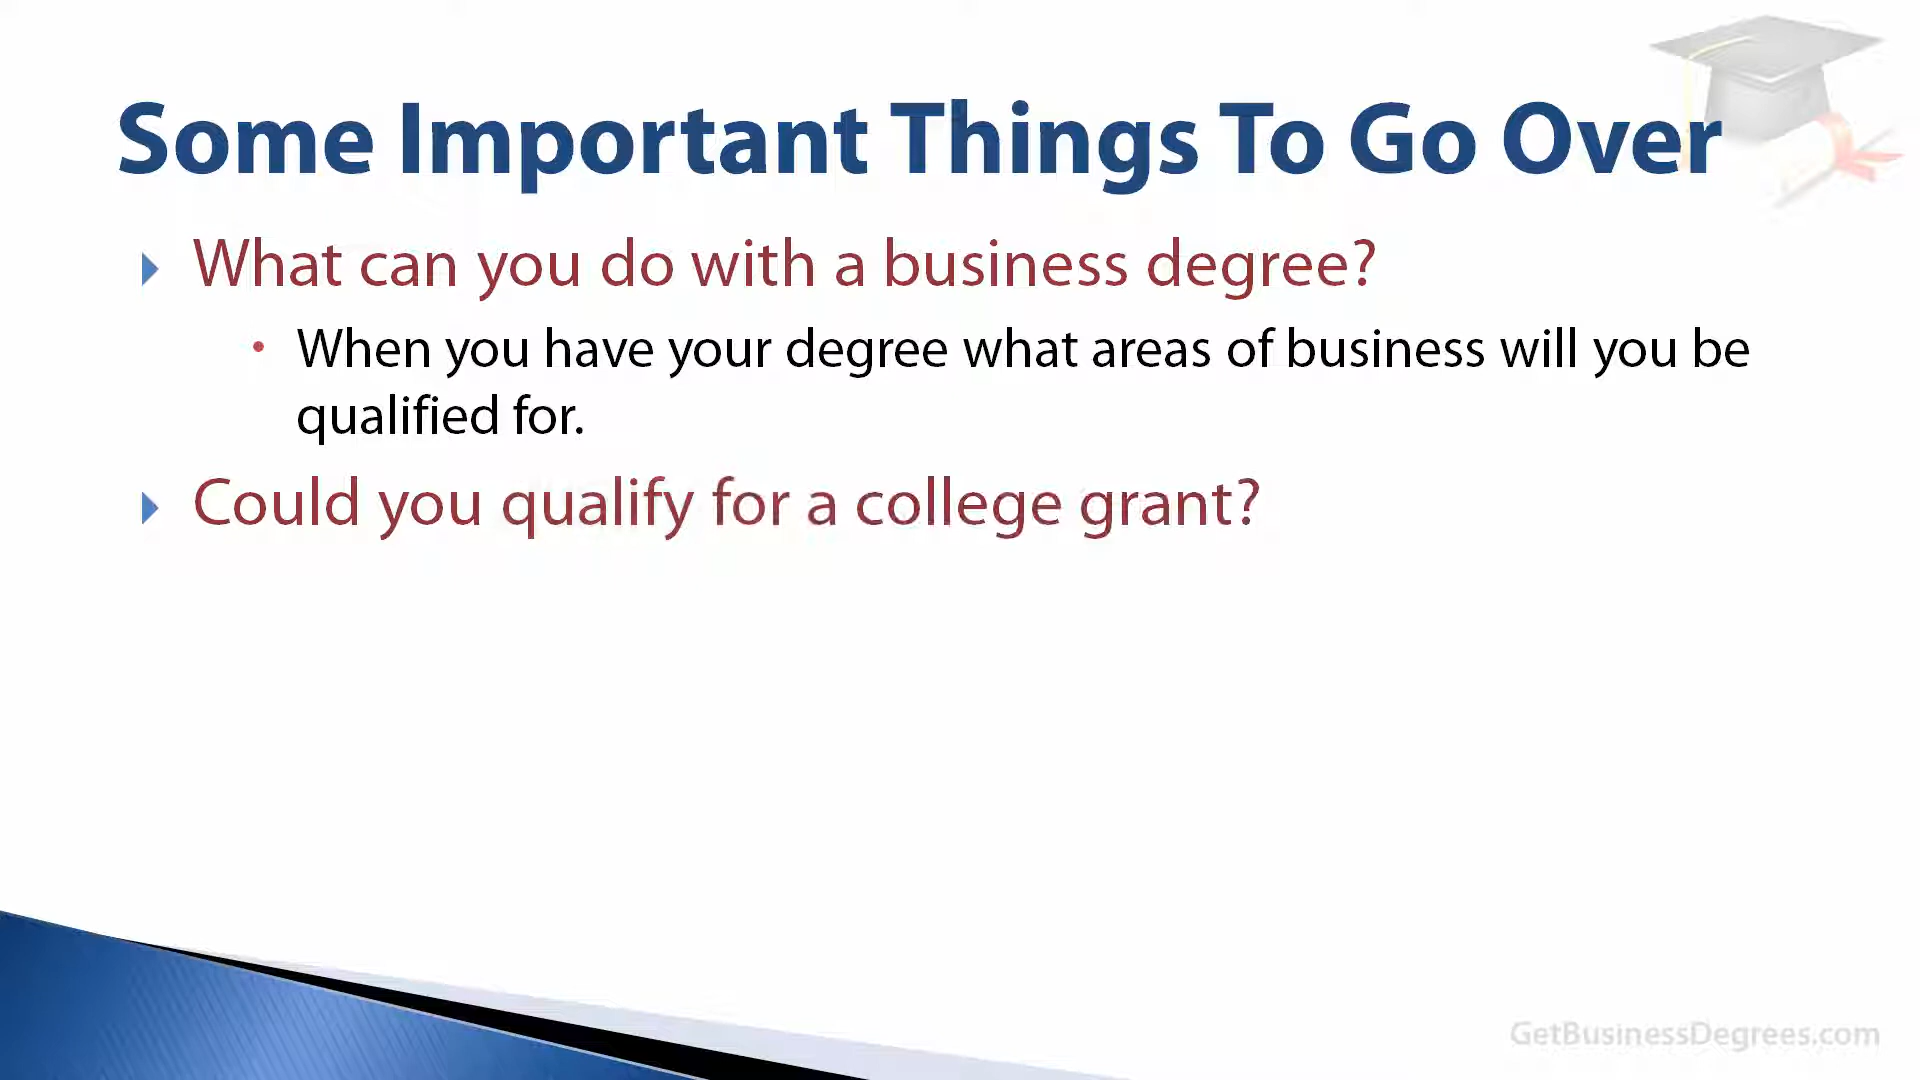 Some Important Things To Go Over
What can you do with a business degree?
When you have your degree what areas of business will you be
qualified for.
Could you qualify for a college grant?
GetBusinessDegrees.com